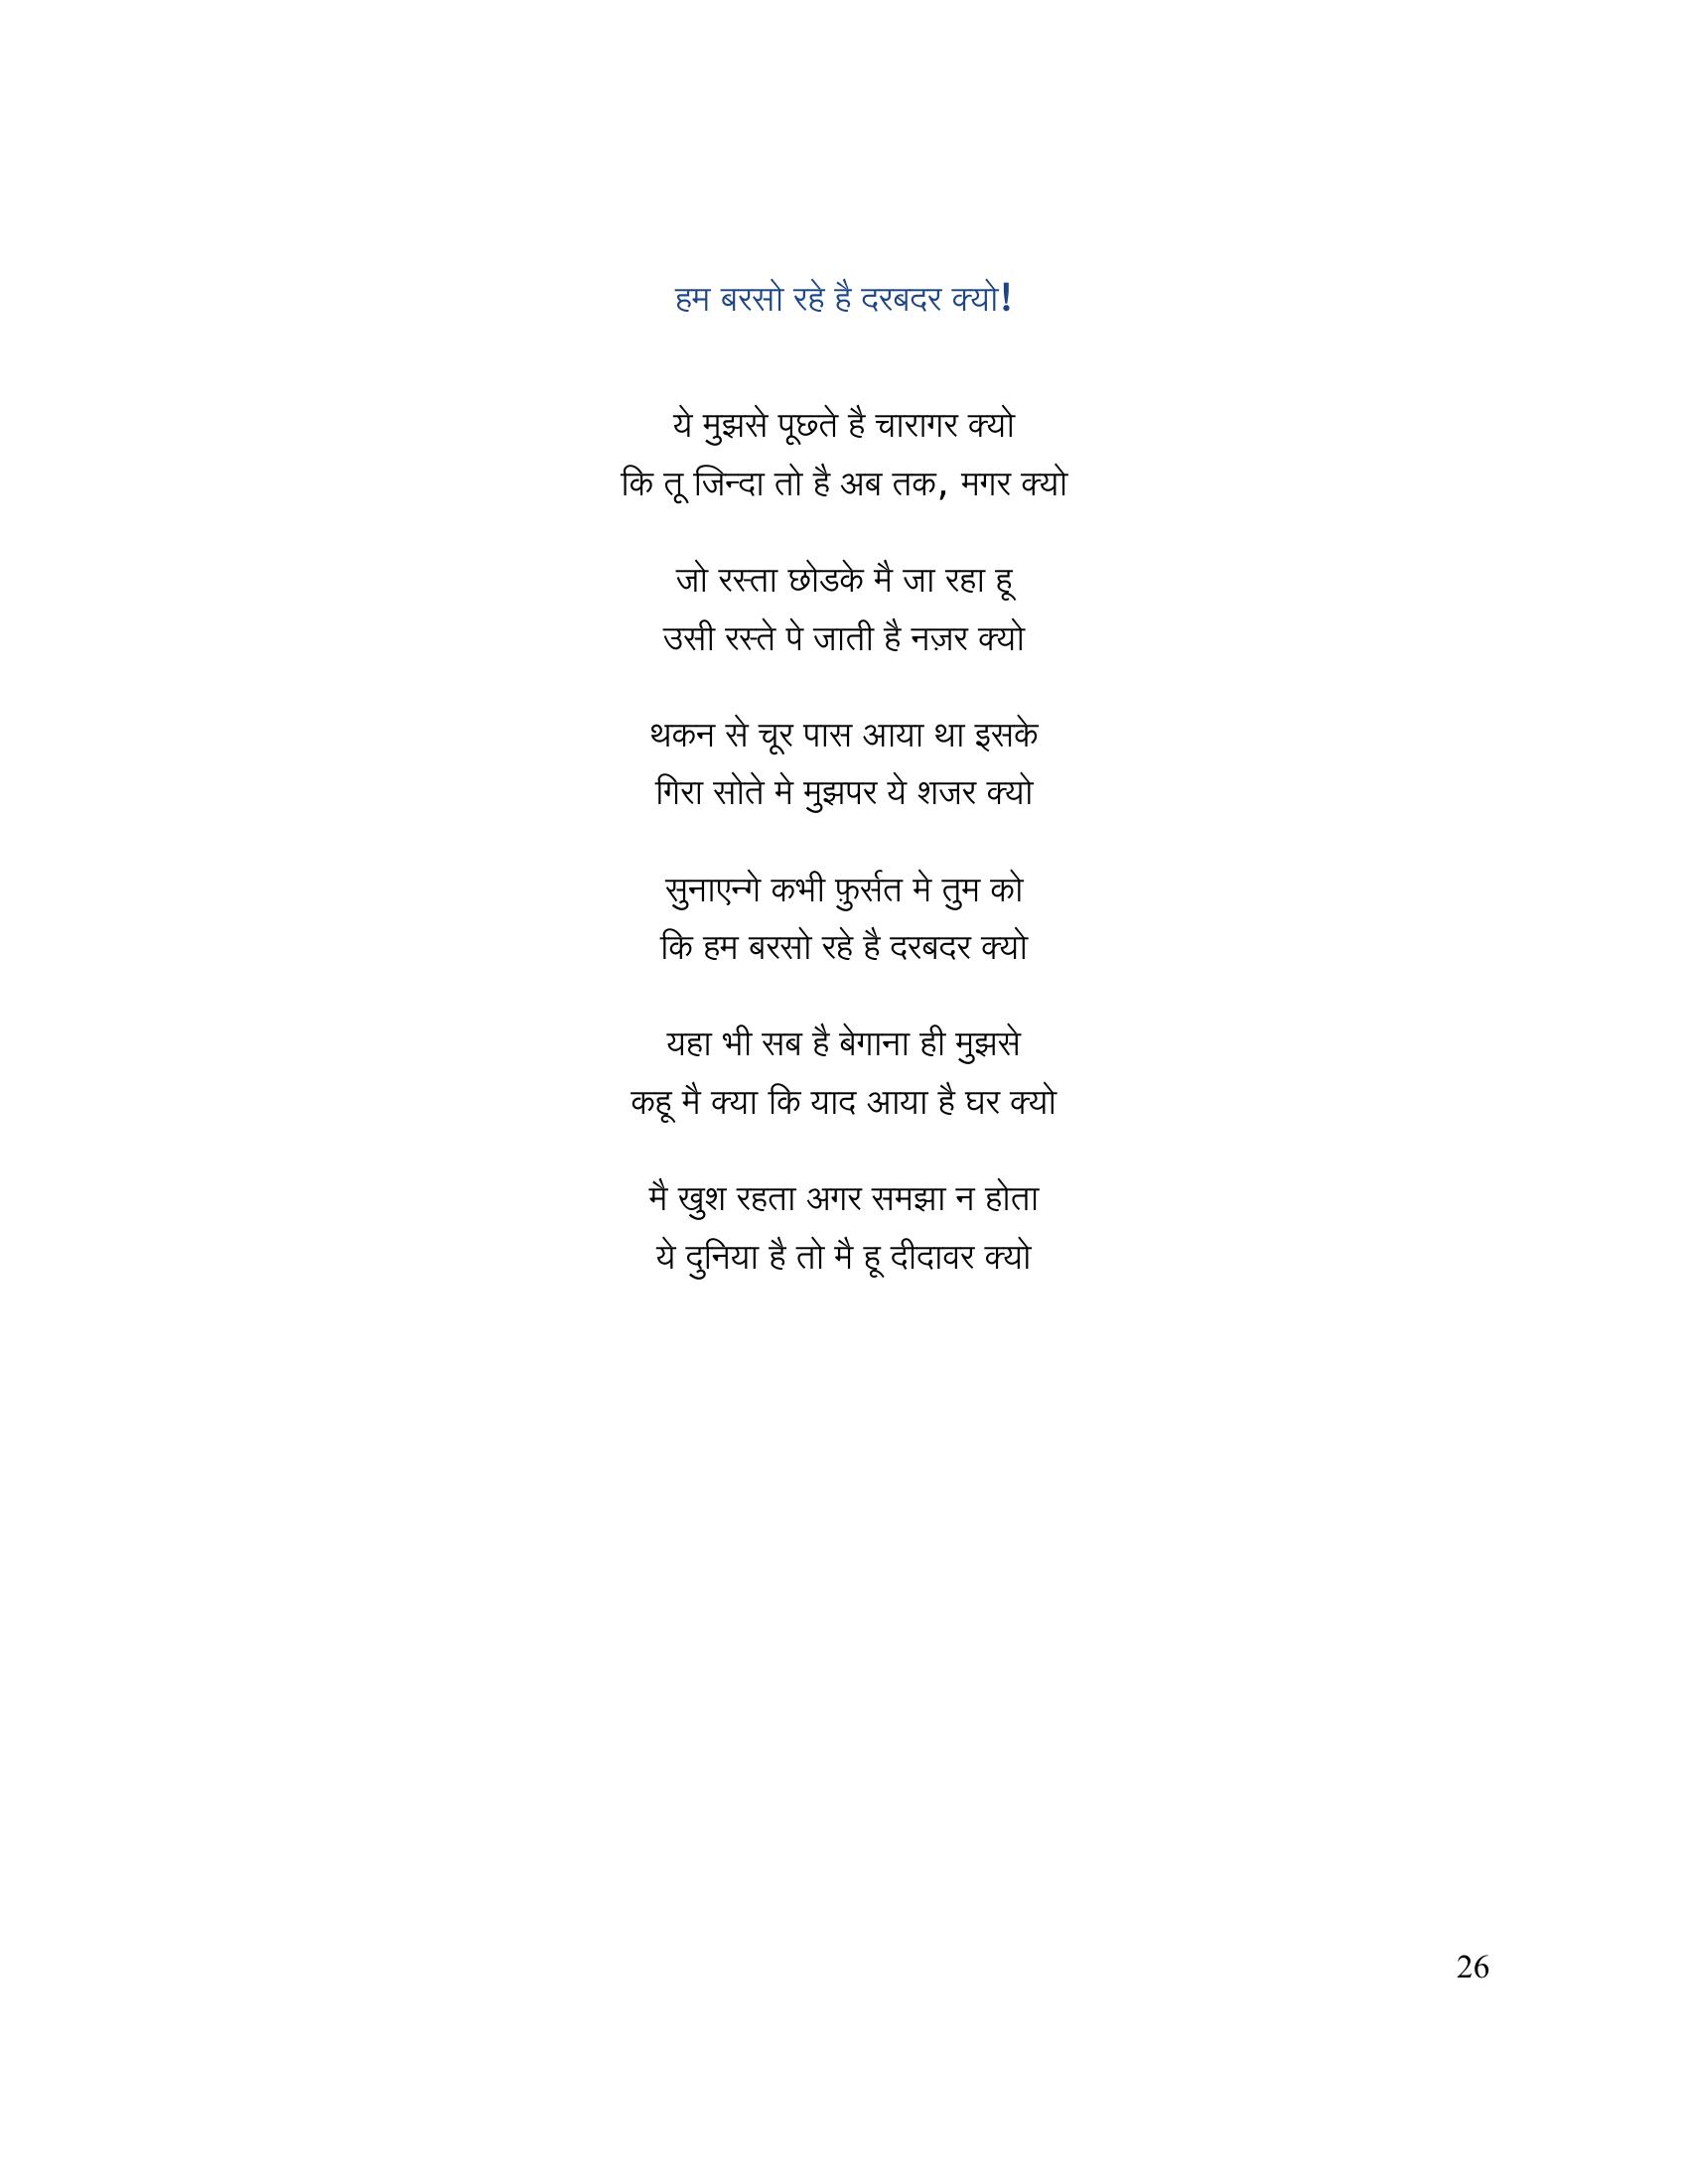 हम बरसो रहे है दरबदर क्यो!
ये मुझसे पूछ्ते है चारागर क्यो
कि तू जिन्दा तो है अब तक, मगर क्यो
जो रस्ता छोडके मै जा रहा हू
उसी रस्ते पे जाती है नज़र क्यो
थकन से चूर पास आया था इसके
गिरा सोते मे मुझपर ये शजर क्यो
सुनाएन्गे कभी फ़ुर्सत मे तुम को
कि हम बरसो रहे है दरबदर क्यो
यहा भी सब है बेगाना ही मुझसे
कहू मै क्या कि याद आया है घर क्यो
मै खुश रहता अगर समझा न होता
ये दुनिया है तो मै हू दीदावर क्यो
26